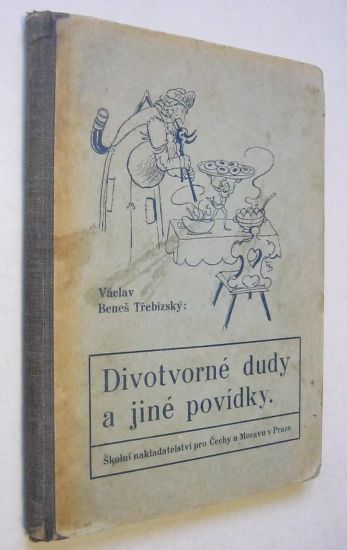 Václav
Beneš Třebízský:
Divotvorné dudy
a jiné povídky.
Školní nakladatelství pro Čechy a Moravu v Praze